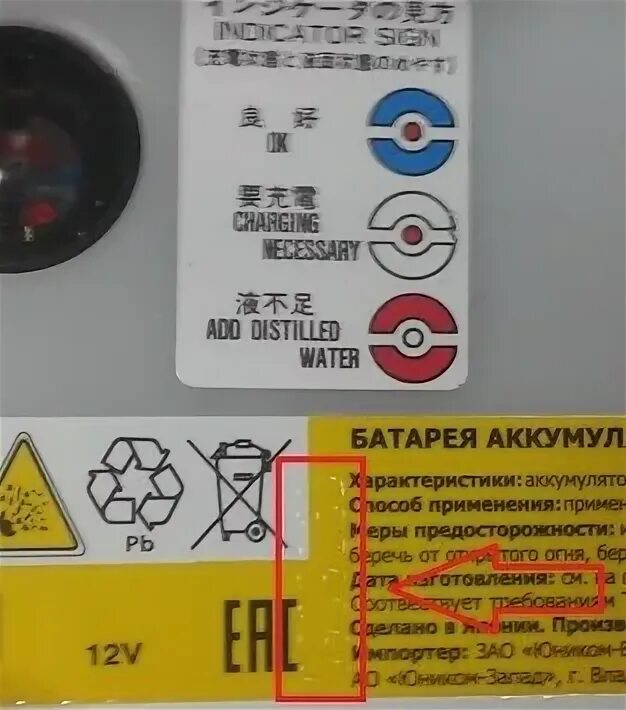 インジケータの見方
INDICATOR SIGN
良好
OK
要充電
CHARGING
NECESSARY
液不足
ADD DISTILLED
WATER
Pb
12V
EAC
БАТАРЕЯ АККУМУЛ
Характеристики: аккумулято
Способ применения: примен
Меры предосторожности: и
беречь от открытого огня, бер
Дата изготовления: см. на
Соответствует требованиям Т
Сделано в Японии. Произв
Импортер: ЗАО «Юником-В
АО «Юником-Запад», г. Вла